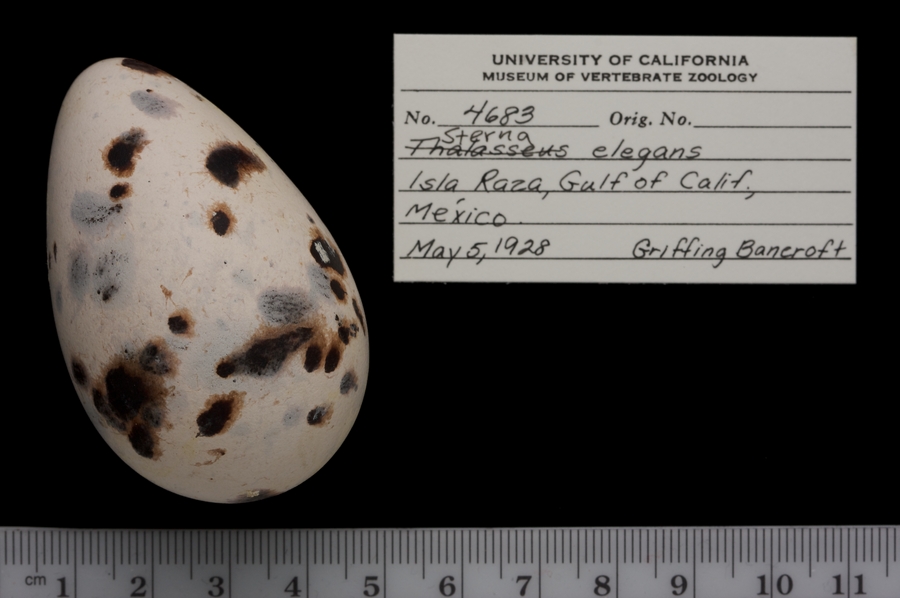 UNIVERSITY OF CALIFORNIA
MUSEUM OF VERTEBRATE ZOOLOGY
No. 4683 Orig. No.
Sterna
Thalasseus elegans
Isla Raza, Gulf of Calif.,
México.
May 5, 1928 Griffing Bancroft
cm 1 2 3 4 5 6 7 8 9 10 11